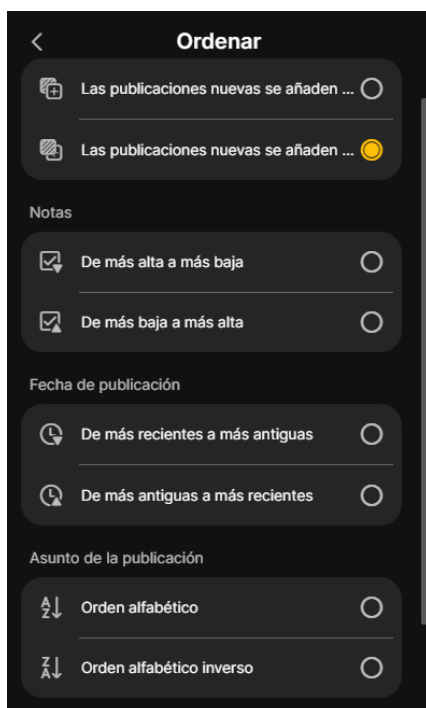 Ordenar
Las publicaciones nuevas se añaden ...
Las publicaciones nuevas se añaden ...
Notas
De más alta a más baja
De más baja a más alta
Fecha de publicación
De más recientes a más antiguas
De más antiguas a más recientes
Asunto de la publicación
Orden alfabético
Orden alfabético inverso